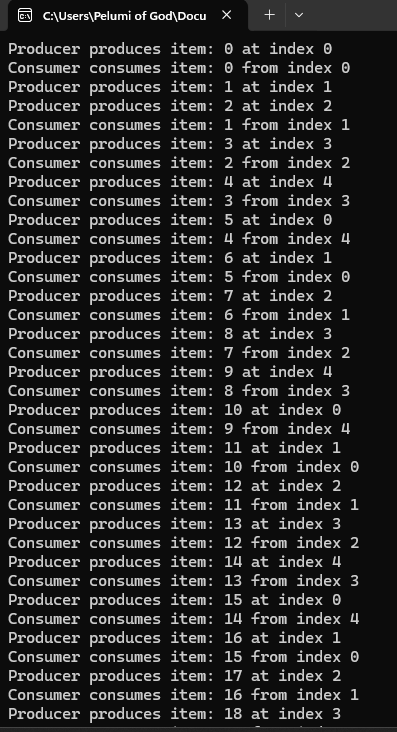 C:\Users\Pelumi of God\Docu
Producer produces item: 0 at index 0
Consumer consumes item: 0 from index 0
Producer produces item: 1 at index 1
Producer produces item: 2 at index 2
Consumer consumes item: 1 from index 1
Producer produces item: 3 at index 3
Consumer consumes item: 2 from index 2
Producer produces item: 4 at index 4
Consumer consumes item: 3 from index 3
Producer produces item: 5 at index 0
Consumer consumes item: 4 from index 4
Producer produces item: 6 at index 1
Consumer consumes item: 5 from index 0
Producer produces item: 7 at index 2
Consumer consumes item: 6 from index 1
Producer produces item: 8 at index 3
Consumer consumes item: 7 from index 2
Producer produces item: 9 at index 4
Consumer consumes item: 8 from index 3
Producer produces item: 10 at index 0
Consumer consumes item: 9 from index 4
Producer produces item: 11 at index 1
Consumer consumes item: 10 from index 0
Producer produces item: 12 at index 2
Consumer consumes item: 11 from index 1
Producer produces item: 13 at index 3
Consumer consumes item: 12 from index 2
Producer produces item: 14 at index 4
Consumer consumes item: 13 from index 3
Producer produces item: 15 at index 0
Consumer consumes item: 14 from index 4
Producer produces item: 16 at index 1
Consumer consumes item: 15 from index 0
Producer produces item: 17 at index 2
Consumer consumes item: 16 from index 1
Producer produces item: 18 at index 3